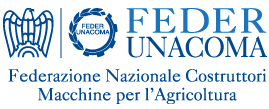 FEDER
UNACOMA
FEDER
UNACOMA
Federazione Nazionale Costruttori
Macchine per l'Agricoltura